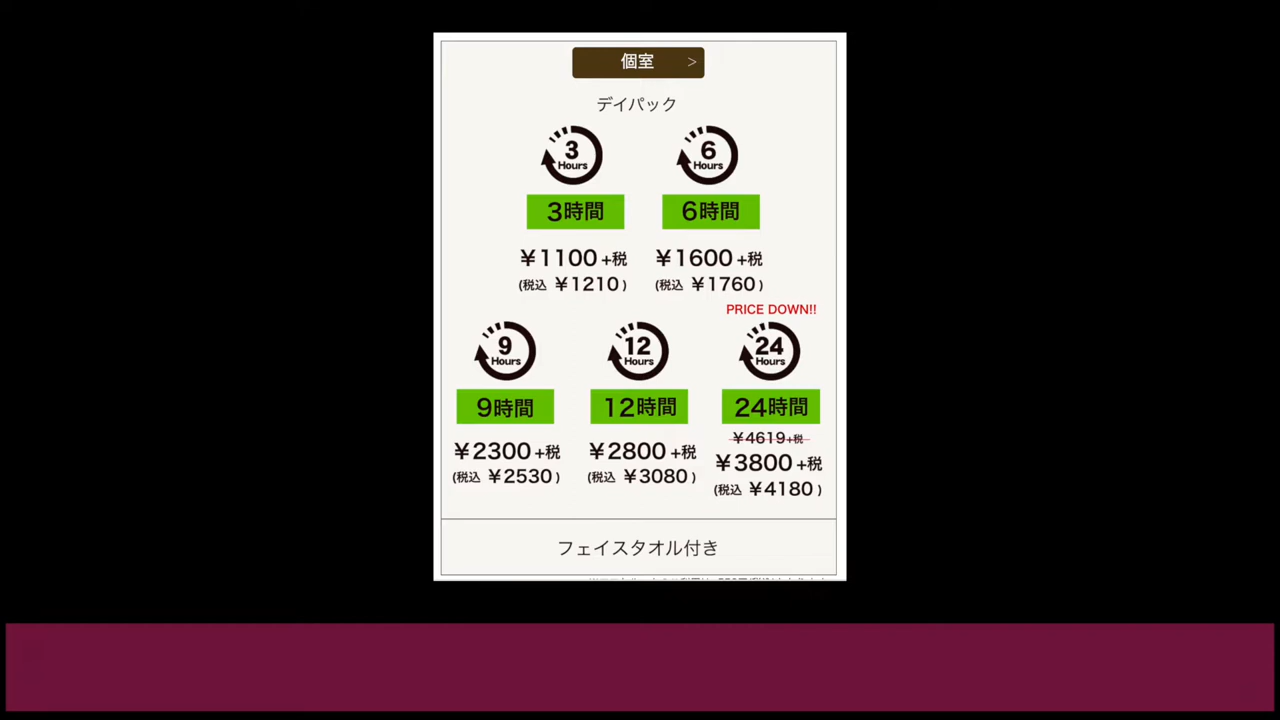 個室 >
デイパック
3 Hours 6 Hours
3時間 6時間
¥1100+税 ¥1600+税
(税込 ¥1210) (税込 ¥1760)
PRICE DOWN!!
9 Hours 12 Hours 24 Hours
9時間 12時間 24時間
¥4619+税
¥2300+税 ¥2800+税 ¥3800+税
(税込 ¥2530) (税込 ¥3080) (税込 ¥4180)
フェイスタオル付き